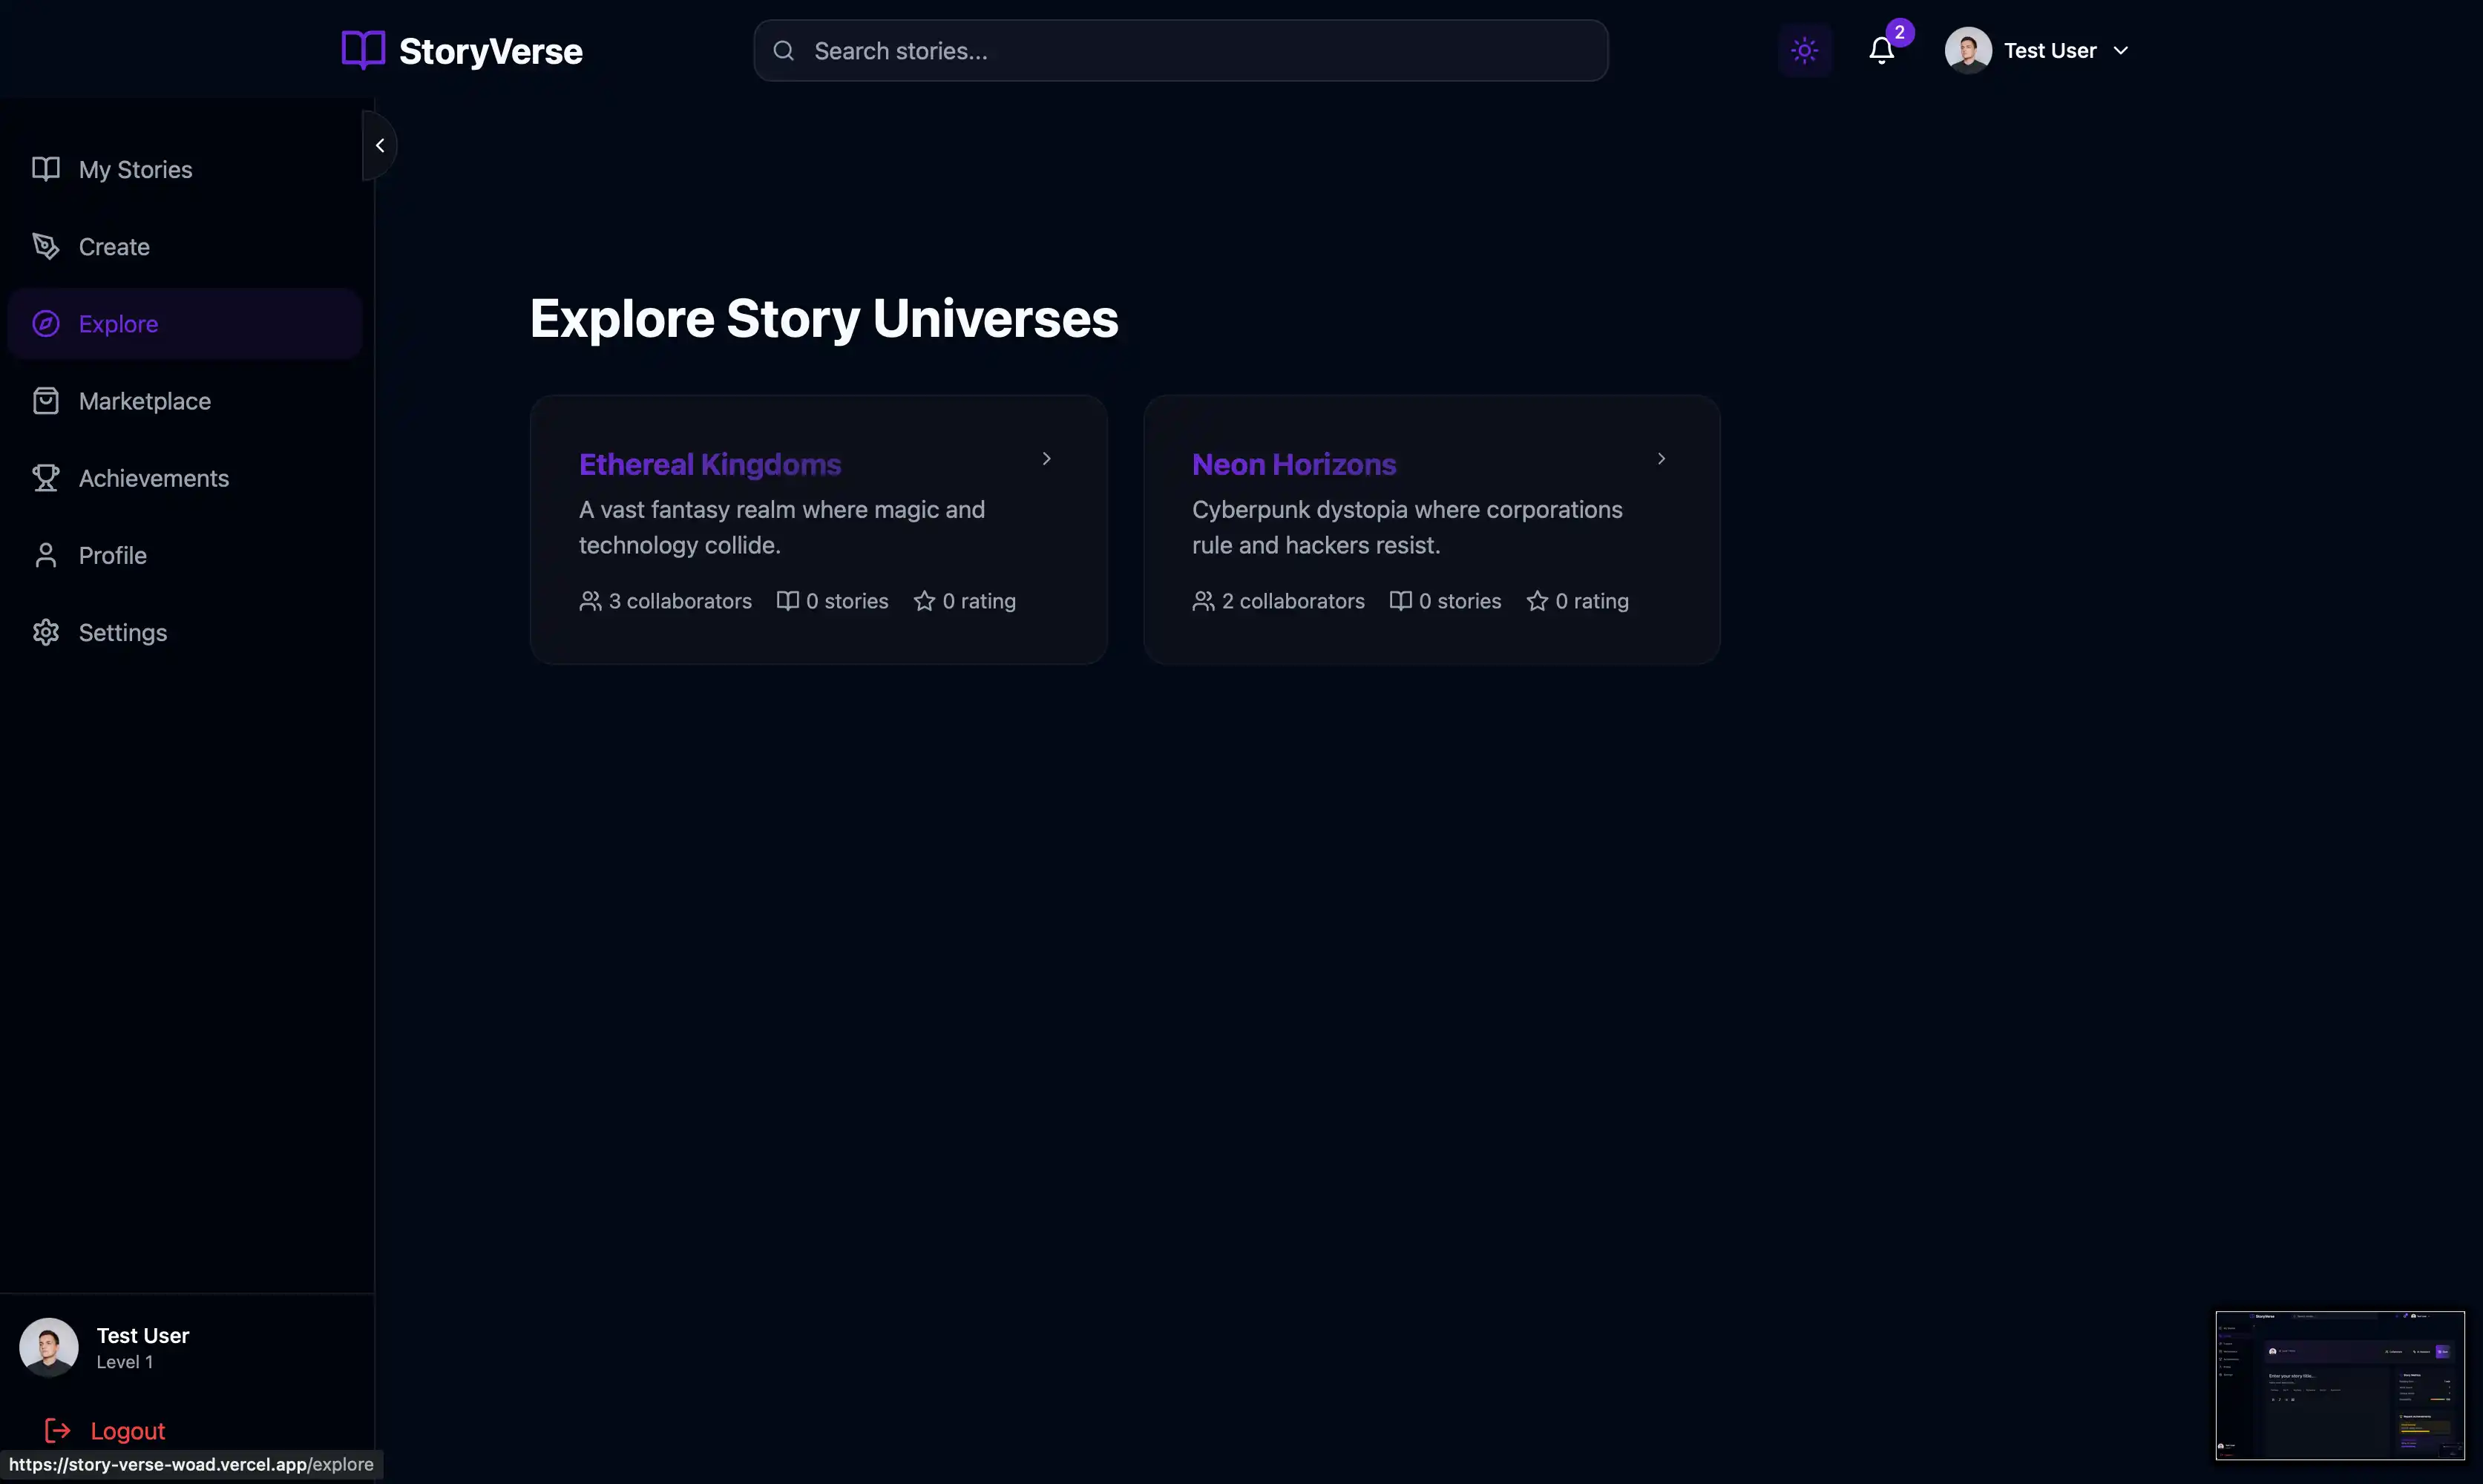 StoryVerse
Search stories...
2
Test User
My Stories
Create
Explore
Marketplace
Achievements
Profile
Settings
Explore Story Universes
Ethereal Kingdoms
A vast fantasy realm where magic and
technology collide.
3 collaborators 0 stories 0 rating
Neon Horizons
Cyberpunk dystopia where corporations
rule and hackers resist.
2 collaborators 0 stories 0 rating
Test User
Level 1
Logout
https://story-verse-woad.vercel.app/explore